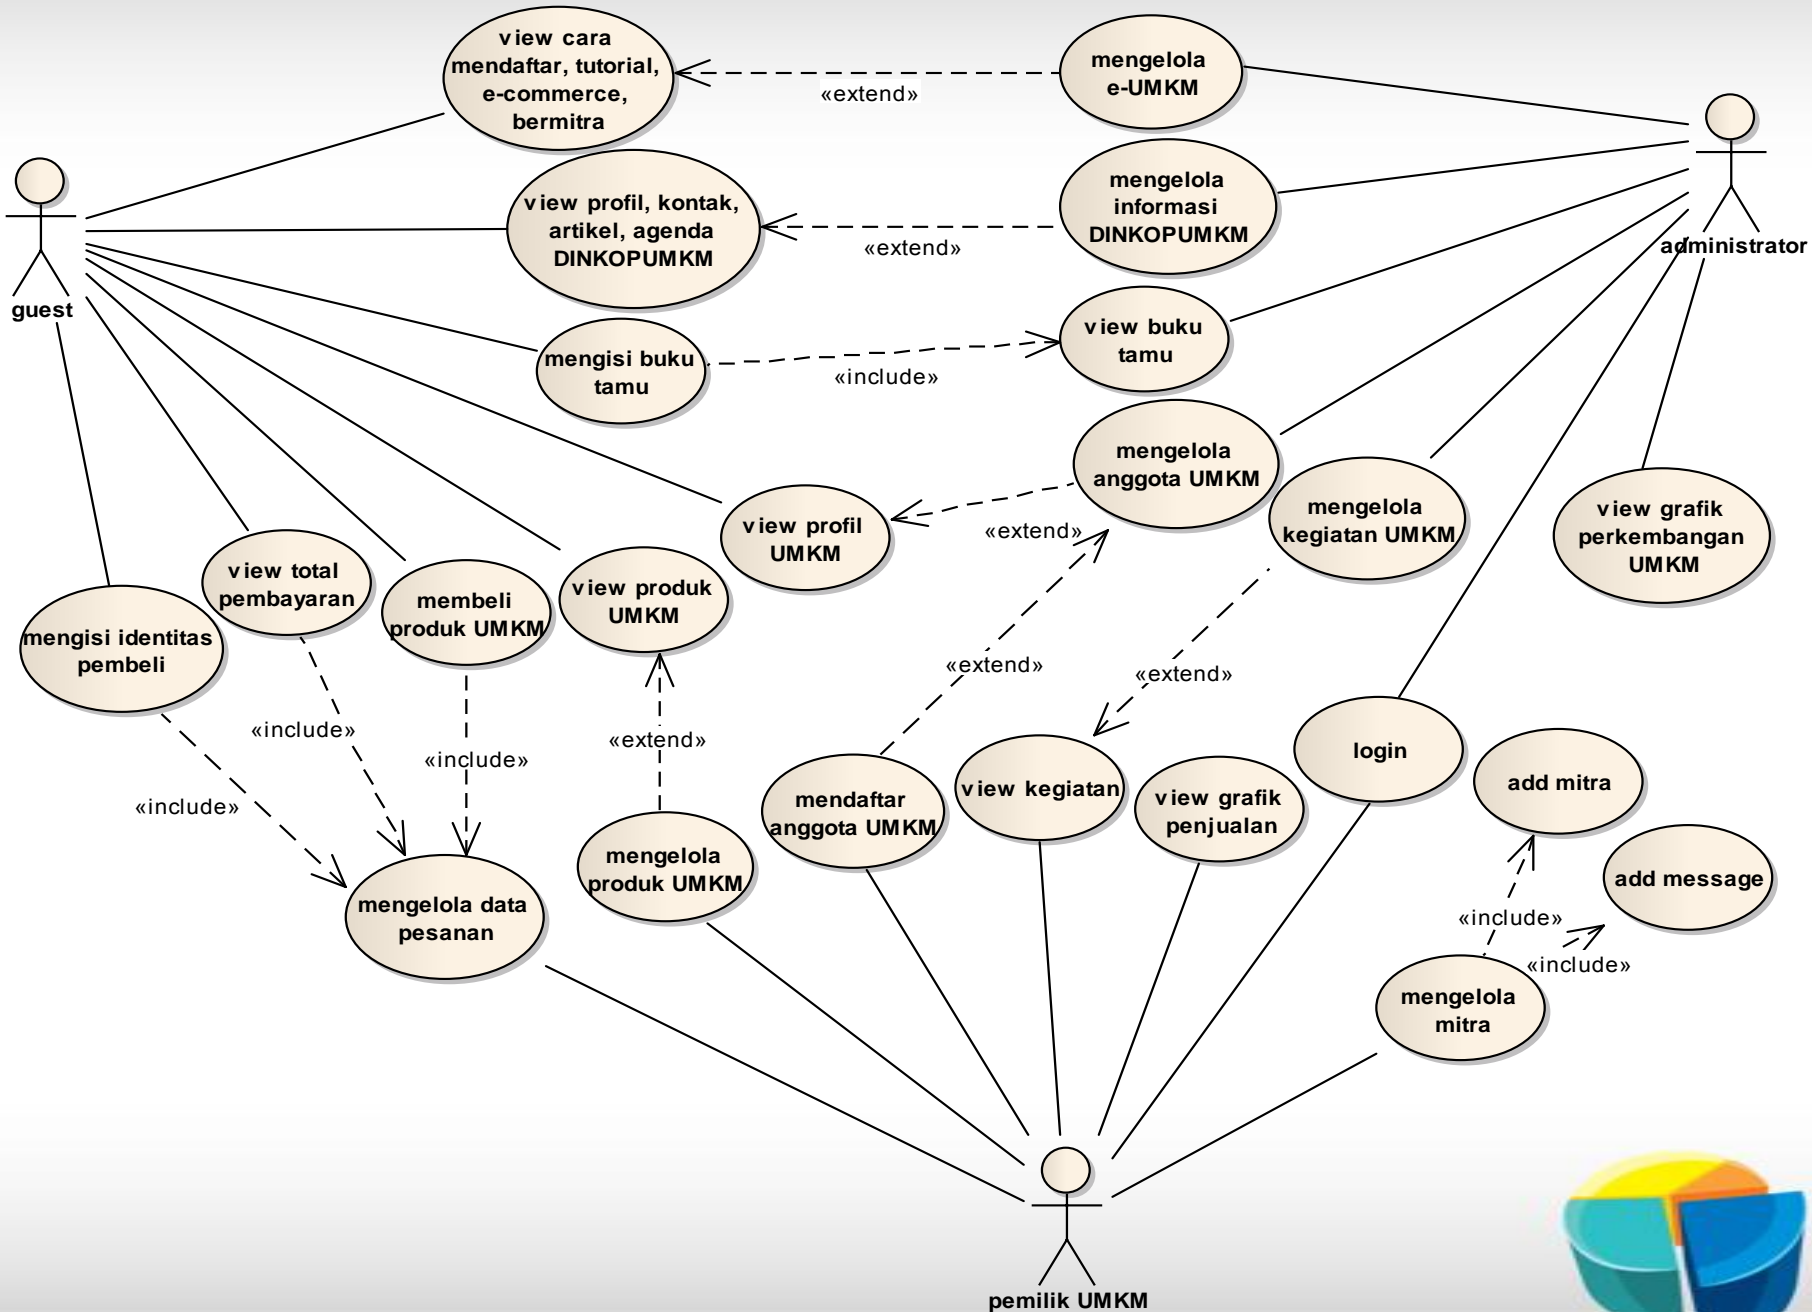 view cara
mendaftar, tutorial,
e-commerce,
bermitra
«extend»
mengelola
e-UMKM
view profil, kontak,
artikel, agenda
DINKOPUMKM
«extend»
mengelola
informasi
DINKOPUMKM
administrator
guest
mengisi buku
tamu
«include»
view buku
tamu
mengelola
anggota UMKM
«extend»
view profil
UMKM
mengelola
kegiatan UMKM
view grafik
perkembangan
UMKM
view total
pembayaran
membeli
produk UMKM
view produk
UMKM
mengisi identitas
pembeli
«extend»
«extend»
«include»
«include»
«extend»
«include»
login
add mitra
mendaftar
anggota UMKM
view kegiatan
view grafik
penjualan
mengelola
produk UMKM
add message
mengelola data
pesanan
«include»
«include»
mengelola
mitra
pemilik UMKM